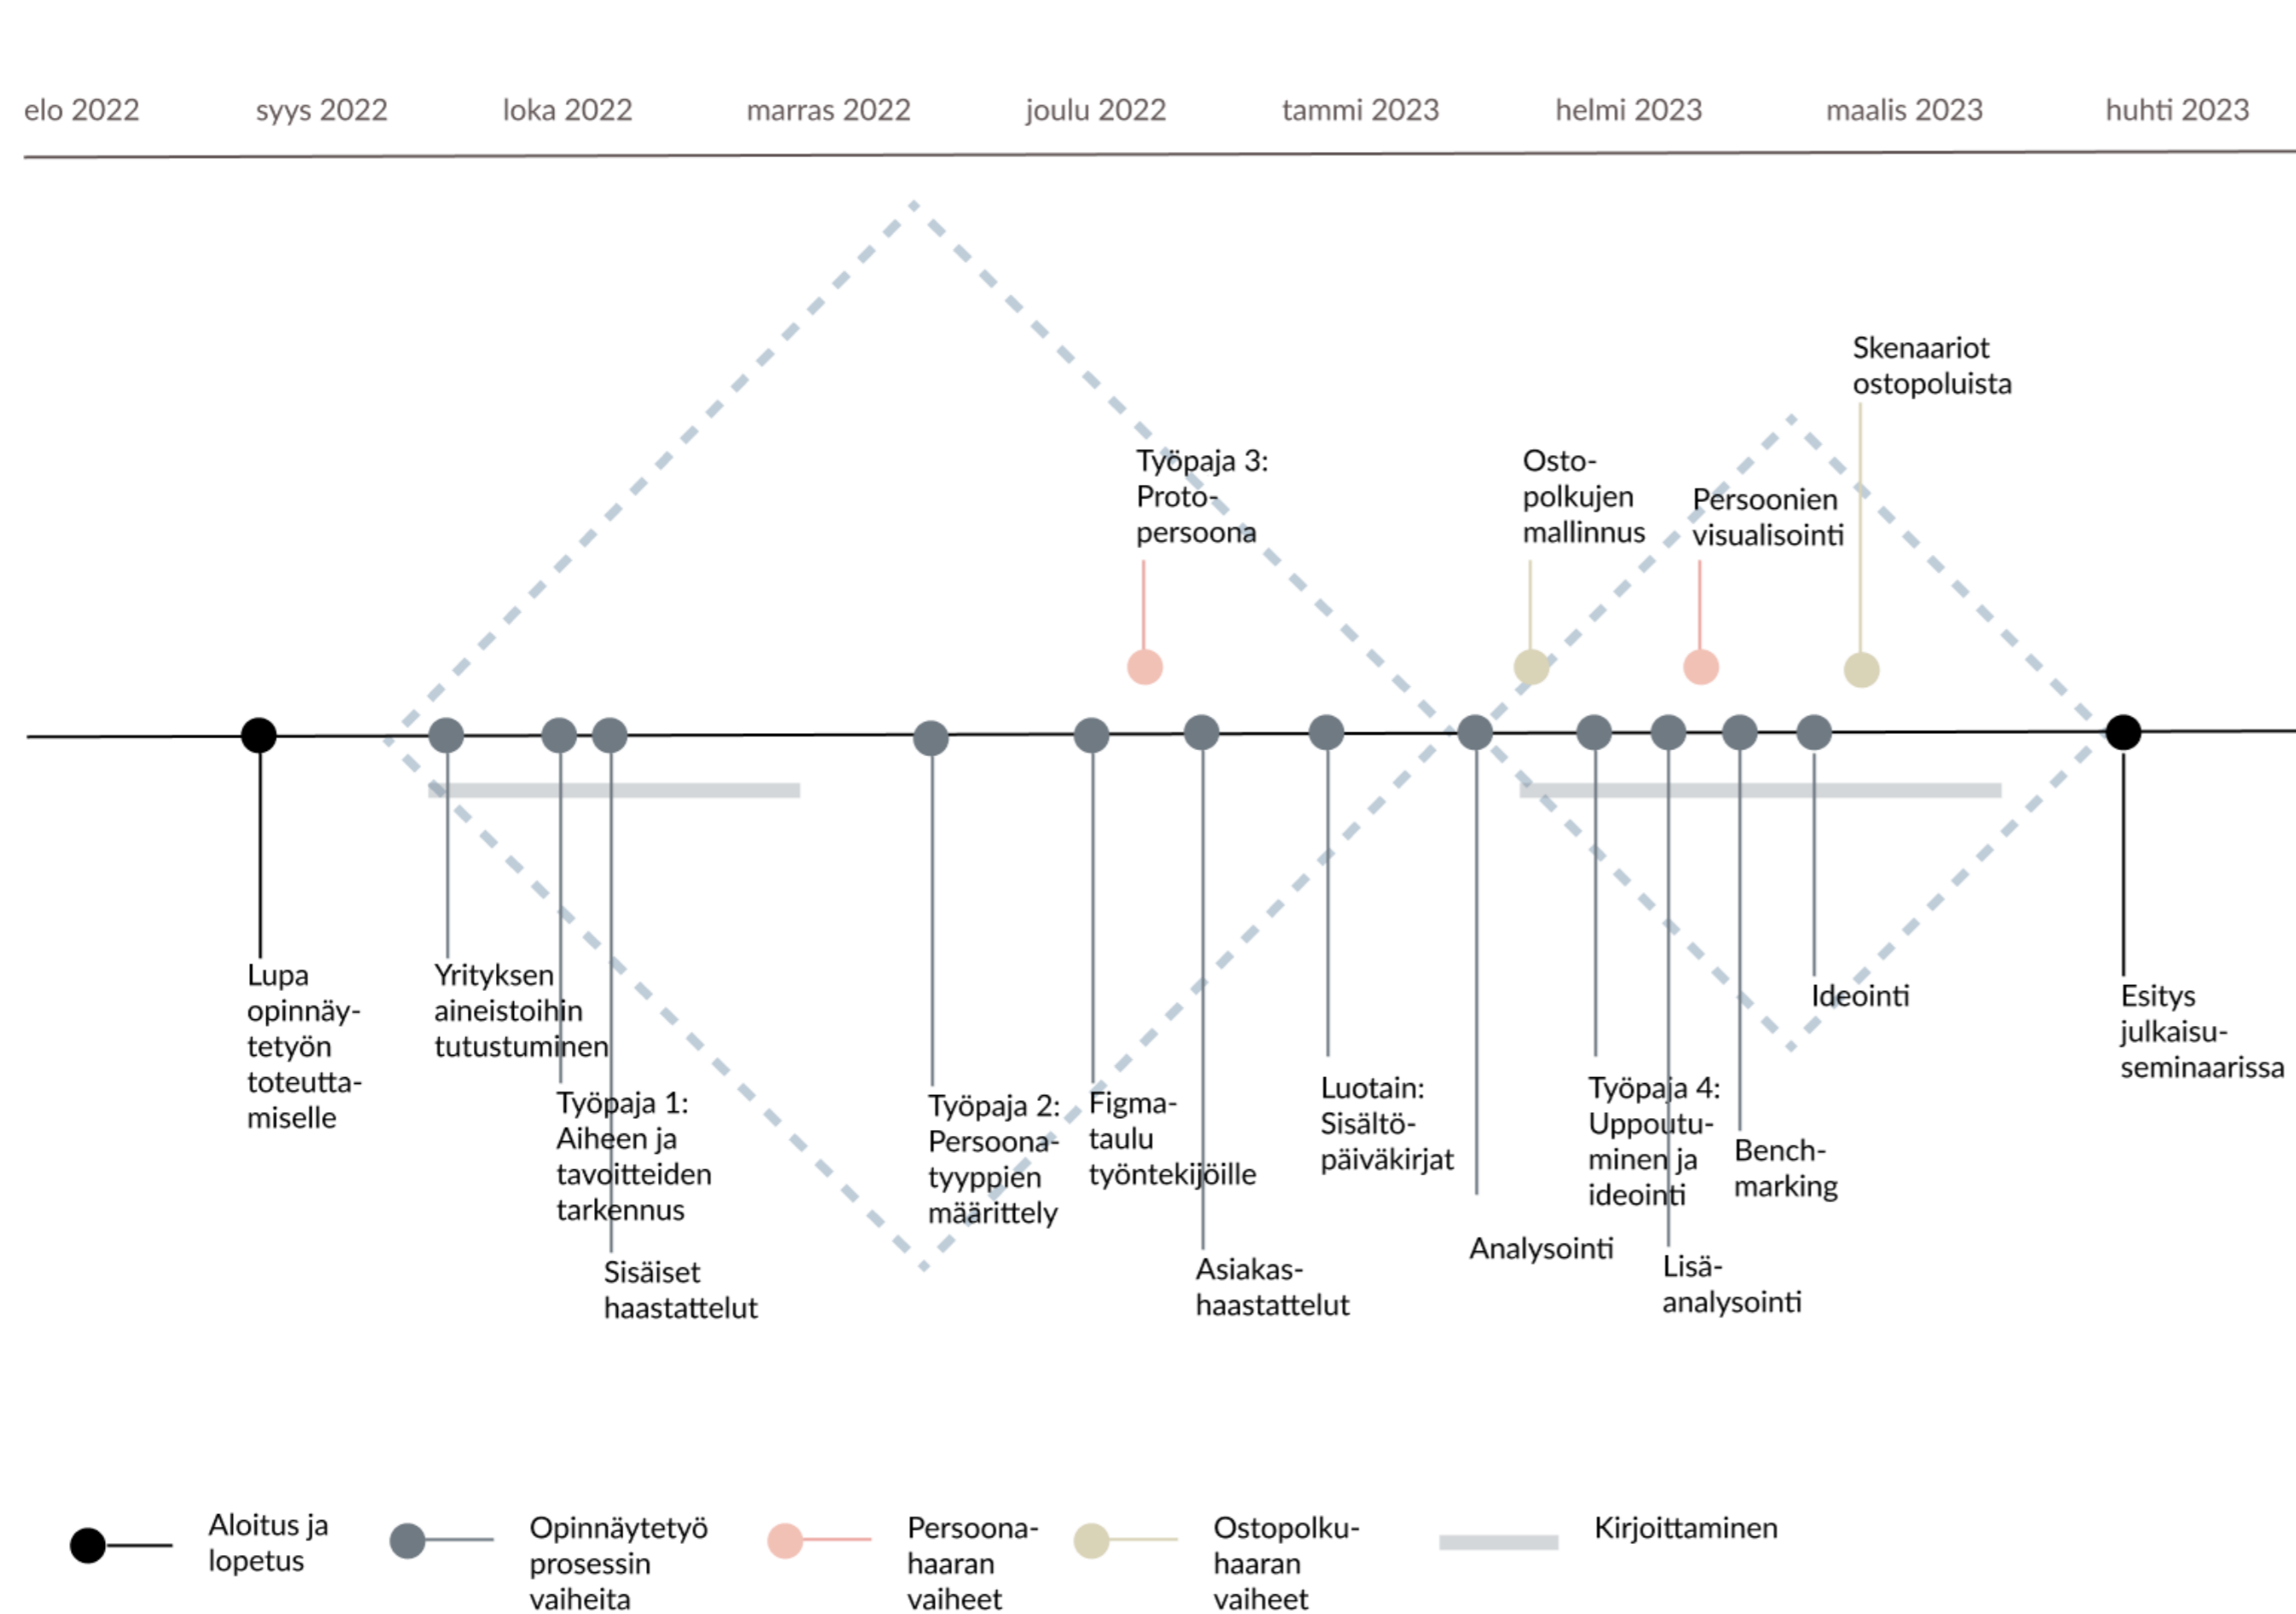 elo 2022
syys 2022
loka 2022
marras 2022
joulu 2022
tammi 2023
helmi 2023
maalis 2023
huhti 2023
Skenaariot
ostopoluista
Työpaja 3:
Proto-
persoona
Osto-
polkujen
mallinnus
Persoonien
visualisointi
Lupa
opinnäy-
tetyön
toteutta-
miselle
Yrityksen
aineistoihin
tutustuminen
Työpaja 1:
Aiheen ja
tavoitteiden
tarkennus
Sisäiset
haastattelut
Työpaja 2:
Persoona-
tyyppien
määrittely
Figma-
taulu
työntekijöille
Asiakas-
haastattelut
Luotain:
Sisältö-
päiväkirjat
Analysointi
Työpaja 4:
Uppoutu-
minen ja
ideointi
Lisä-
analysointi
Bench-
marking
Ideointi
Esitys
julkaisu-
seminaarissa
Aloitus ja
lopetus
Opinnäytetyö
prosessin
vaiheita
Persoona-
haaran
vaiheet
Ostopolku-
haaran
vaiheet
Kirjoittaminen